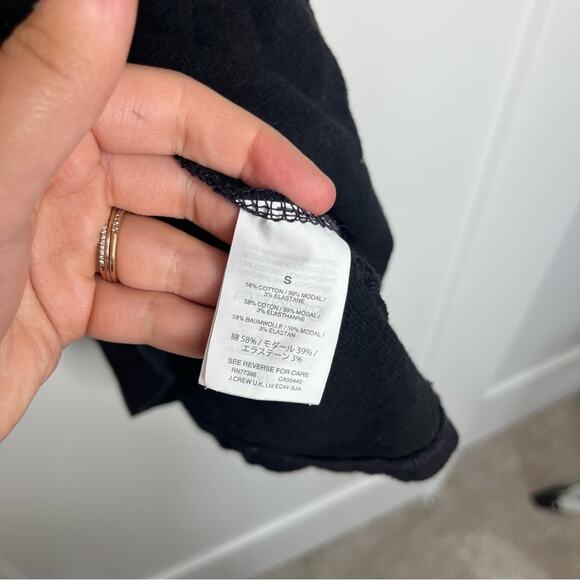 S
58% COTTON / 39% MODAL /
3% ELASTANE
58% COTON / 39% MODAL /
3% ELASTHANNE
58% BAUMWOLLE / 39% MODAL /
3% ELASTAN
綿 58% / モダール 39% /
エラステーン 3%
SEE REVERSE FOR CARE
RN77388 CA56445
J.CREW U.K. Ltd EC4V 6JA